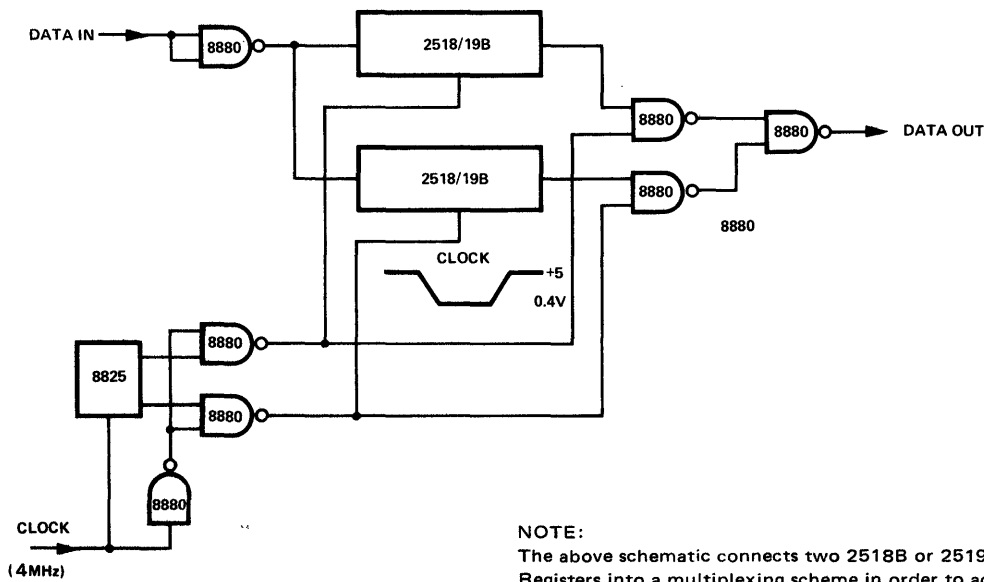 DATA IN
8880
2518/19B
8880
8880
DATA OUT
2518/19B
8880
8880
CLOCK
+5
0.4V
8880
8825
8880
8880
CLOCK
(4MHz)
NOTE:
The above schematic connects two 2518B or 2519
Registers into a multiplexing scheme in order to